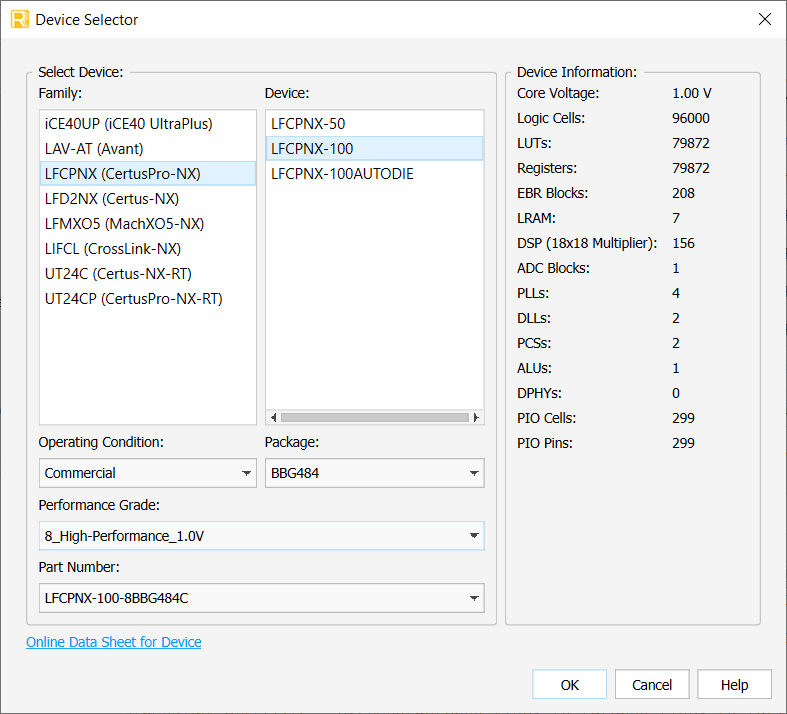 Device Selector
Select Device:
Family:
Device:
iCE40UP (iCE40 UltraPlus)
LAV-AT (Avant)
LFCPNX (CertusPro-NX)
LFD2NX (Certus-NX)
LFMXO5 (MachXO5-NX)
LIFCL (CrossLink-NX)
UT24C (Certus-NX-RT)
UT24CP (CertusPro-NX-RT)
LFCPNX-50
LFCPNX-100
LFCPNX-100AUTODIE
Operating Condition:
Commercial
Package:
BBG484
Performance Grade:
8_High-Performance_1.0V
Part Number:
LFCPNX-100-8BBG484C
Device Information:
Core Voltage: 1.00 V
Logic Cells: 96000
LUTs: 79872
Registers: 79872
EBR Blocks: 208
LRAM: 7
DSP (18x18 Multiplier): 156
ADC Blocks: 1
PLLs: 4
DLLs: 2
PCSs: 2
ALUs: 1
DPHYs: 0
PIO Cells: 299
PIO Pins: 299
Online Data Sheet for Device
OK Cancel Help